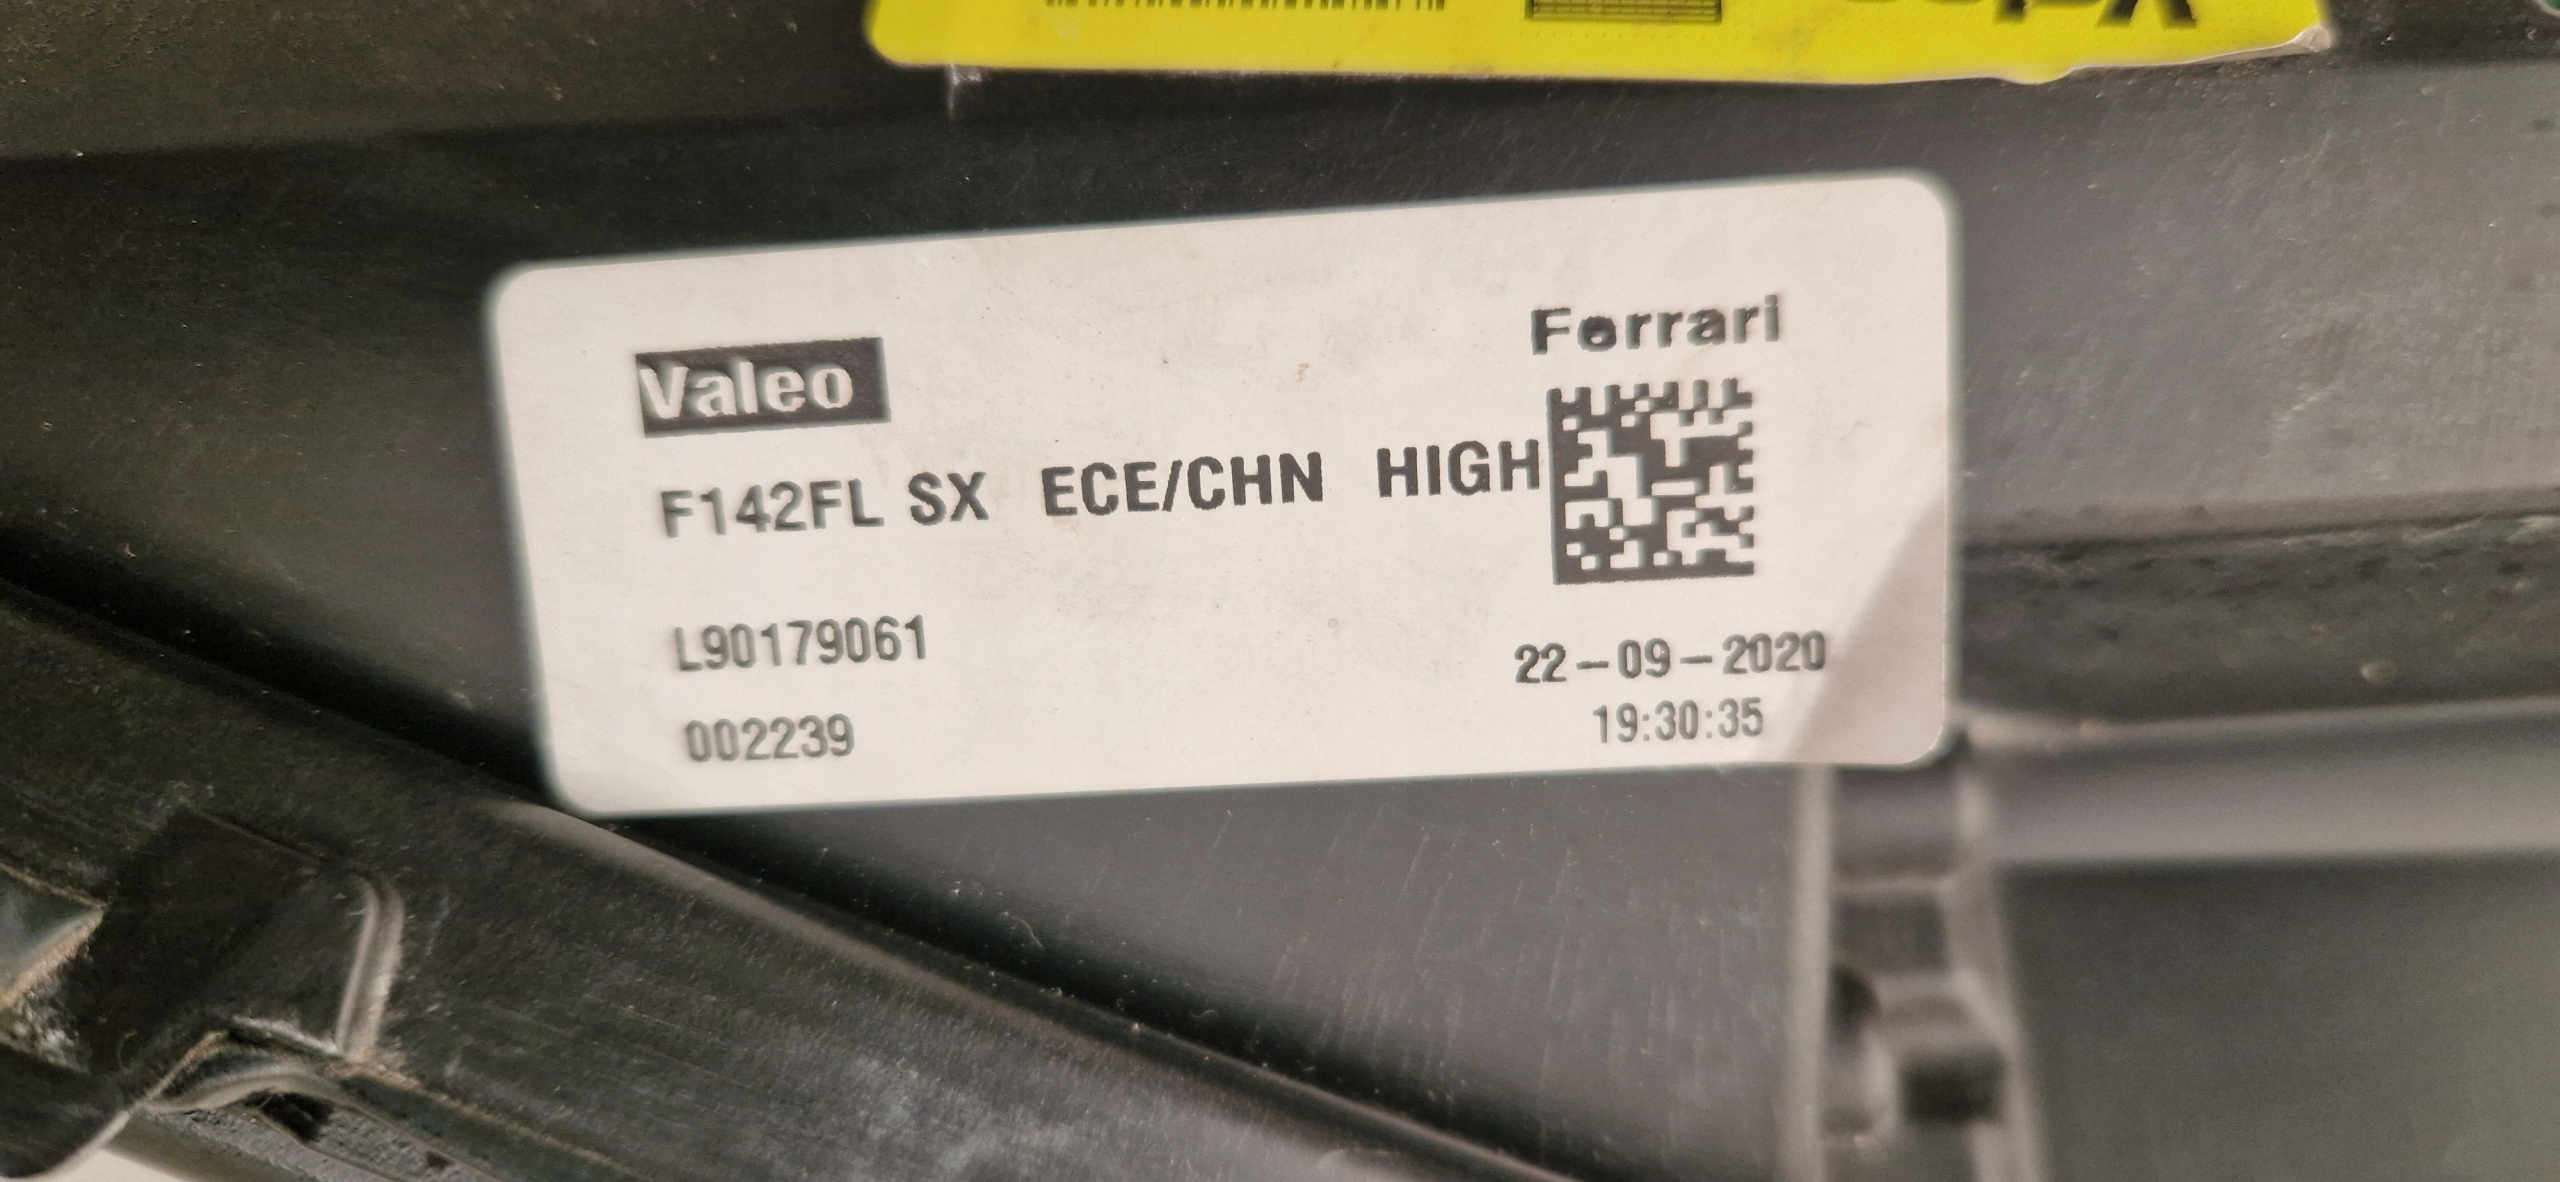 Valeo
Ferrari
F142FL SX ECE/CHN HIGH
L90179061
22-09-2020
002239
19:30:35